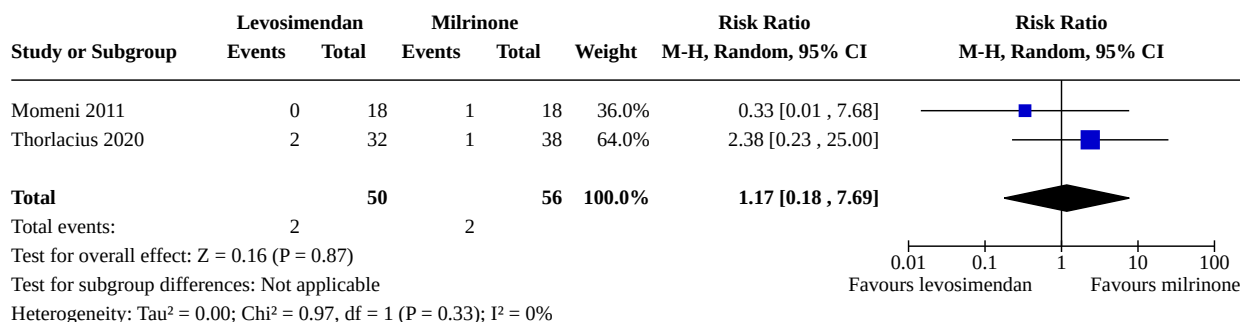 Levosimendan Milrinone Risk Ratio Risk Ratio
Study or Subgroup Events Total Events Total Weight M-H, Random, 95% CI M-H, Random, 95% CI
Momeni 2011 0 18 1 18 36.0% 0.33 [0.01 , 7.68]
Thorlacius 2020 2 32 1 38 64.0% 2.38 [0.23 , 25.00]
Total 50 56 100.0% 1.17 [0.18 , 7.69]
Total events: 2 2
Test for overall effect: Z = 0.16 (P = 0.87)
0.01 0.1 1 10 100
Test for subgroup differences: Not applicable Favours levosimendan Favours milrinone
Heterogeneity: Tau² = 0.00; Chi² = 0.97, df = 1 (P = 0.33); I² = 0%